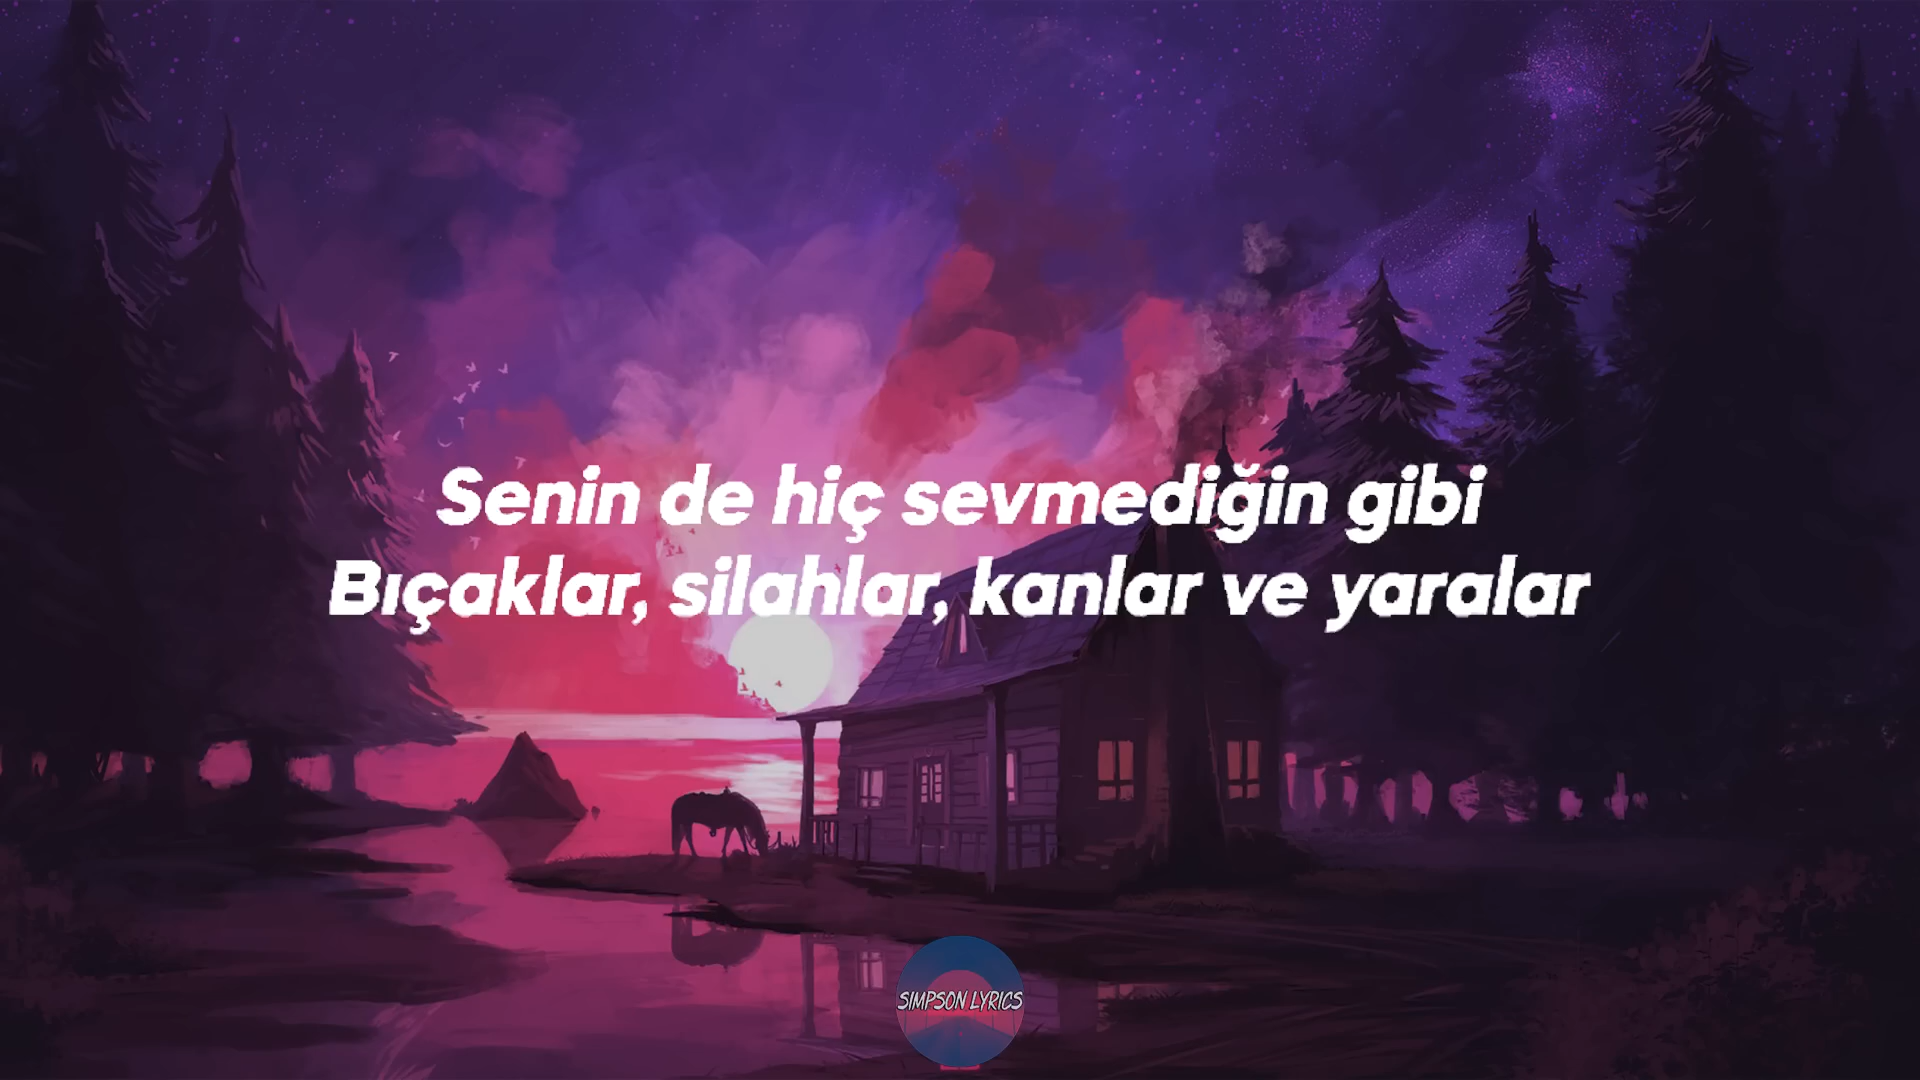 Senin de hiç sevmediğin gibi
Bıçaklar, silahlar, kanlar ve yaralar
SIMPSON LYRICS